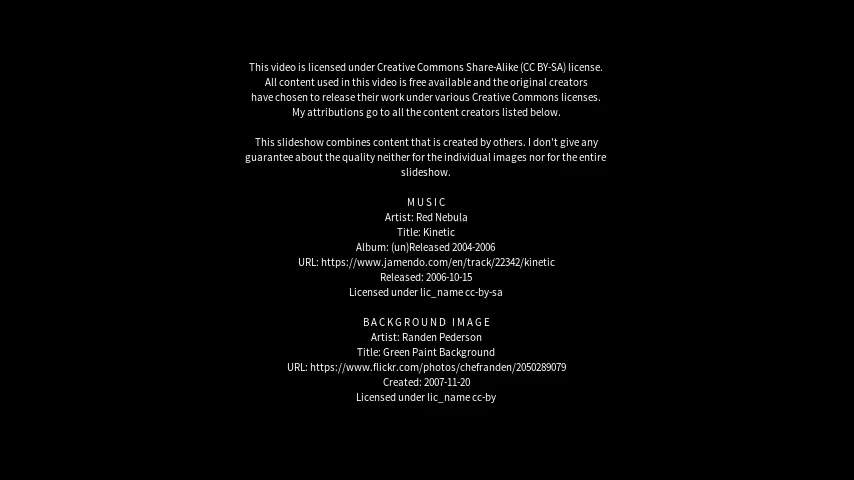 This video is licensed under Creative Commons Share-Alike (CC BY-SA) license.
All content used in this video is free available and the original creators
have chosen to release their work under various Creative Commons licenses.
My attributions go to all the content creators listed below.
This slideshow combines content that is created by others. I don't give any
guarantee about the quality neither for the individual images nor for the entire
slideshow.
MUSIC
Artist: Red Nebula
Title: Kinetic
Album: (un)Released 2004-2006
URL: https://www.jamendo.com/en/track/22342/kinetic
Released: 2006-10-15
Licensed under lic_name cc-by-sa
BACKGROUND IMAGE
Artist: Randen Pederson
Title: Green Paint Background
URL: https://www.flickr.com/photos/chefranden/2050289079
Created: 2007-11-20
Licensed under lic_name cc-by